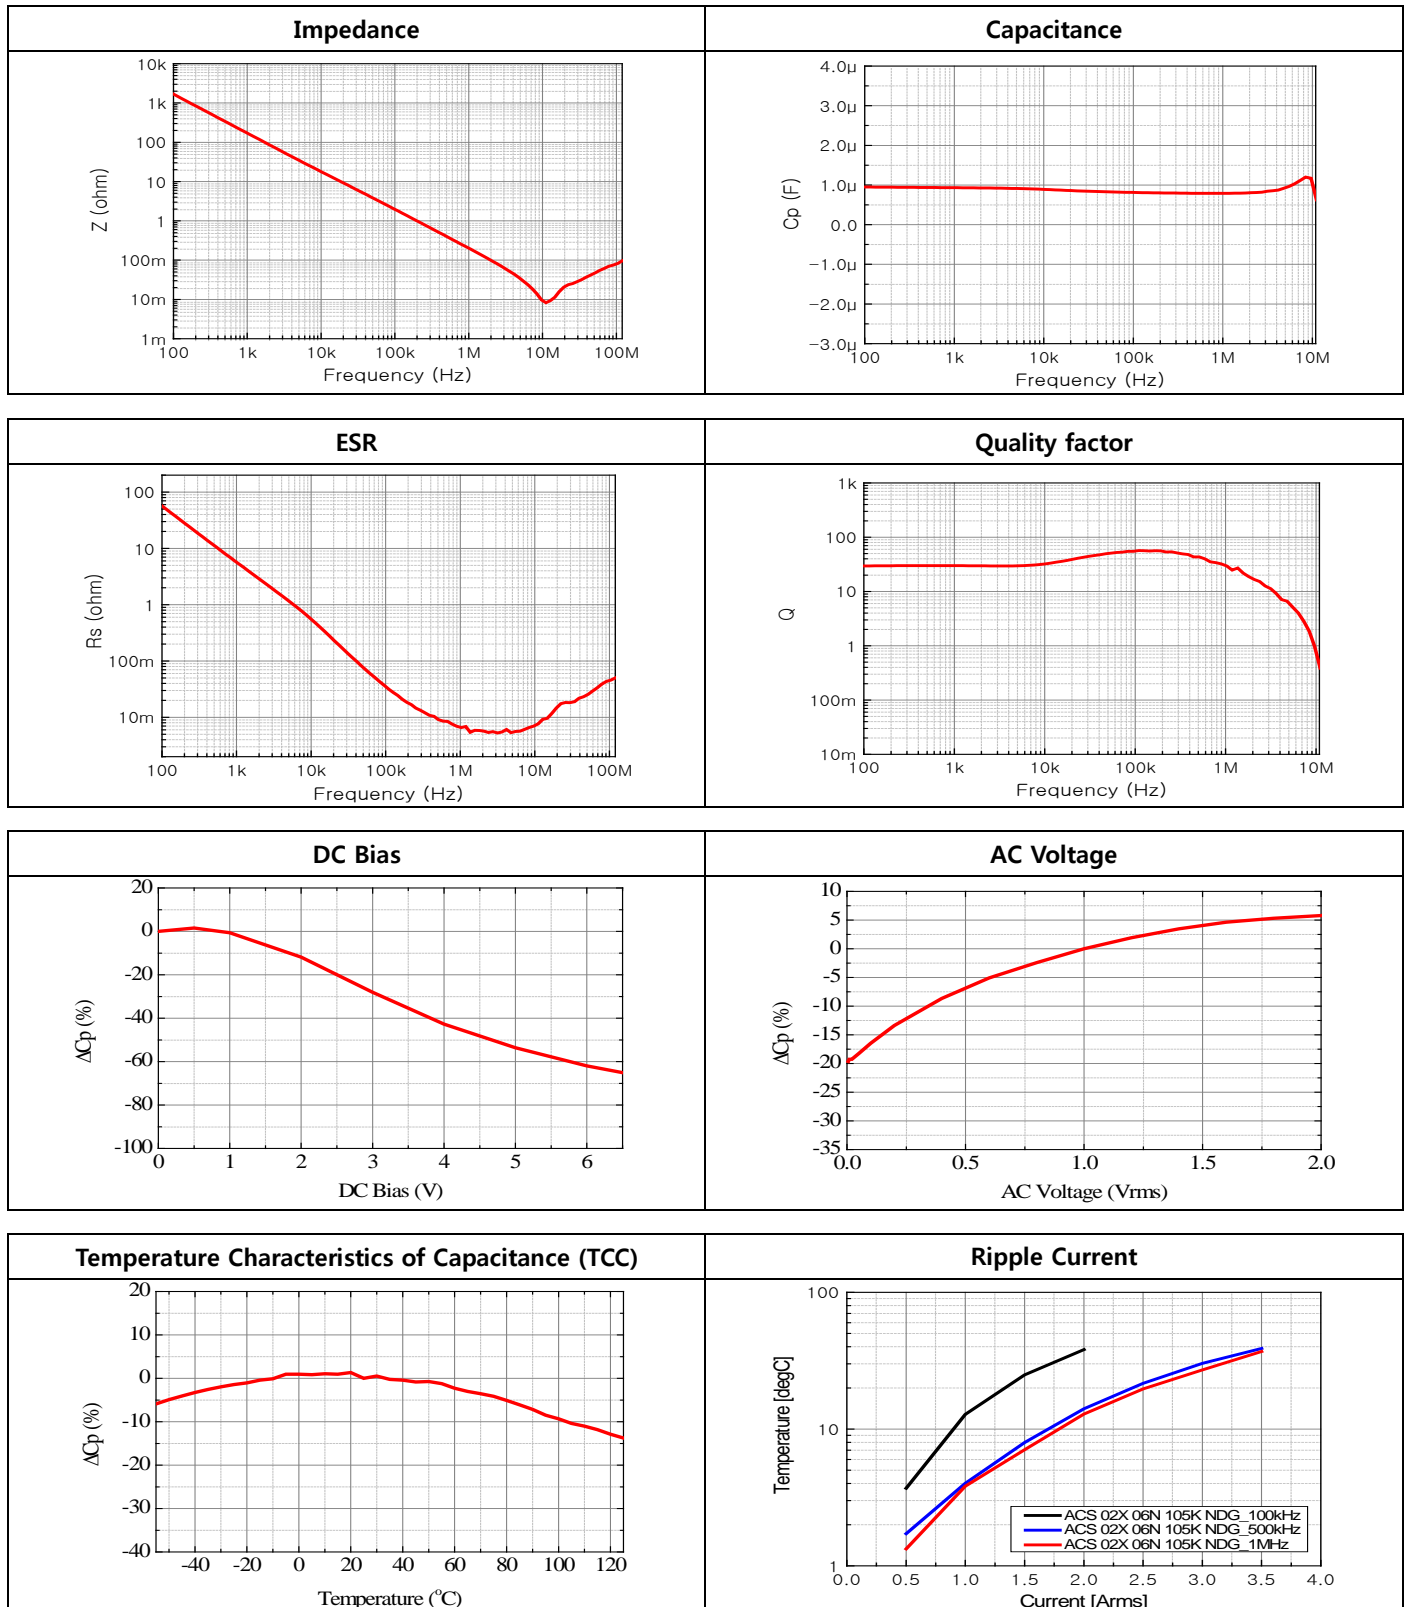 Impedance
10k
1k
100
10
1
100m
10m
1m
Z (ohm)
100 1k 10k 100k 1M 10M 100M
Frequency (Hz)
Capacitance
4.0µ
3.0µ
2.0µ
1.0µ
0.0
−1.0µ
−2.0µ
−3.0µ
Cp (F)
100 1k 10k 100k 1M 10M
Frequency (Hz)
ESR
100
10
1
100m
10m
Rs (ohm)
100 1k 10k 100k 1M 10M 100M
Frequency (Hz)
Quality factor
1k
100
10
1
100m
10m
Q
100 1k 10k 100k 1M 10M
Frequency (Hz)
DC Bias
20
0
-20
-40
-60
-80
-100
ΔCp (%)
0 1 2 3 4 5 6
DC Bias (V)
AC Voltage
10
5
0
-5
-10
-15
-20
-25
-30
-35
ΔCp (%)
0.0 0.5 1.0 1.5 2.0
AC Voltage (Vrms)
Temperature Characteristics of Capacitance (TCC)
20
10
0
-10
-20
-30
-40
ΔCp (%)
-40 -20 0 20 40 60 80 100 120
Temperature (°C)
Ripple Current
100
10
1
Temperature [degC]
ACS 02X 06N 105K NDG_100kHz
ACS 02X 06N 105K NDG_500kHz
ACS 02X 06N 105K NDG_1MHz
0.0 0.5 1.0 1.5 2.0 2.5 3.0 3.5 4.0
Current [Arms]